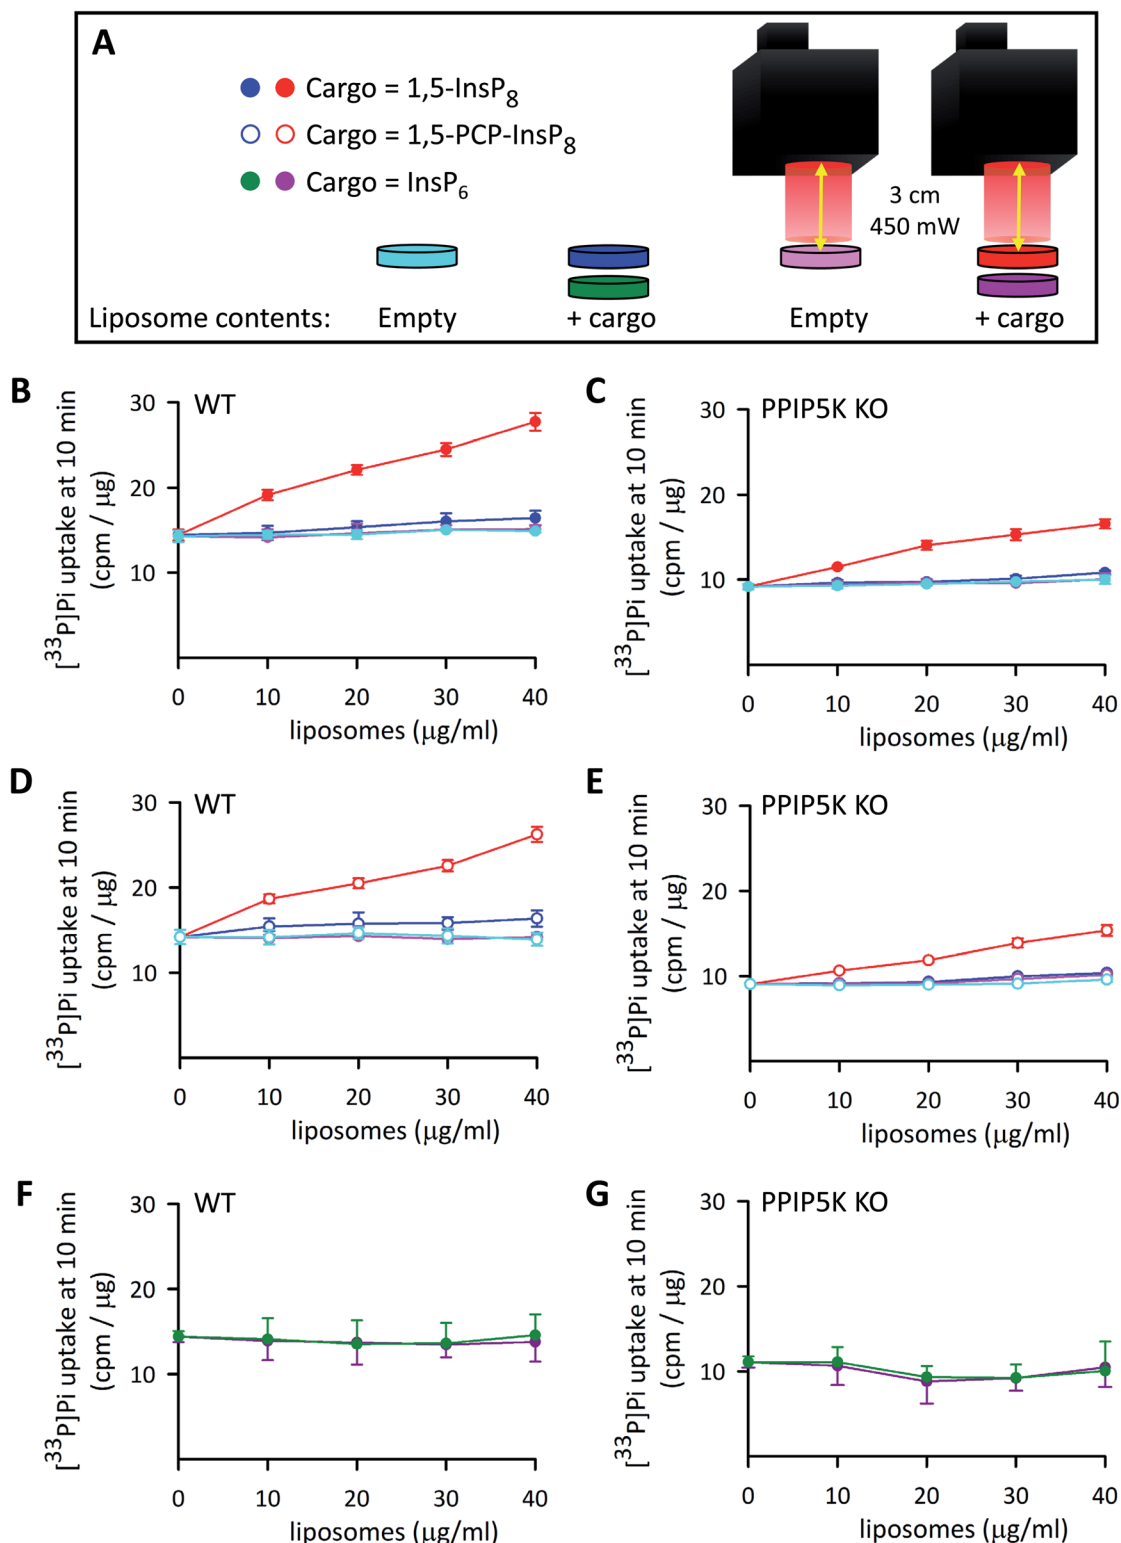 A
Cargo = 1,5-InsP8
Cargo = 1,5-PCP-InsP8
Cargo = InsP6
3 cm
450 mW
Liposome contents: Empty + cargo Empty + cargo
B
WT
[33P]Pi uptake at 10 min
(cpm / μg)
30
20
10
0 10 20 30 40
liposomes (μg/ml)
C
PPIP5K KO
[33P]Pi uptake at 10 min
(cpm / μg)
30
20
10
0 10 20 30 40
liposomes (μg/ml)
D
WT
[33P]Pi uptake at 10 min
(cpm / μg)
30
20
10
0 10 20 30 40
liposomes (μg/ml)
E
PPIP5K KO
[33P]Pi uptake at 10 min
(cpm / μg)
30
20
10
0 10 20 30 40
liposomes (μg/ml)
F
WT
[33P]Pi uptake at 10 min
(cpm / μg)
30
20
10
0 10 20 30 40
liposomes (μg/ml)
G
PPIP5K KO
[33P]Pi uptake at 10 min
(cpm / μg)
30
20
10
0 10 20 30 40
liposomes (μg/ml)